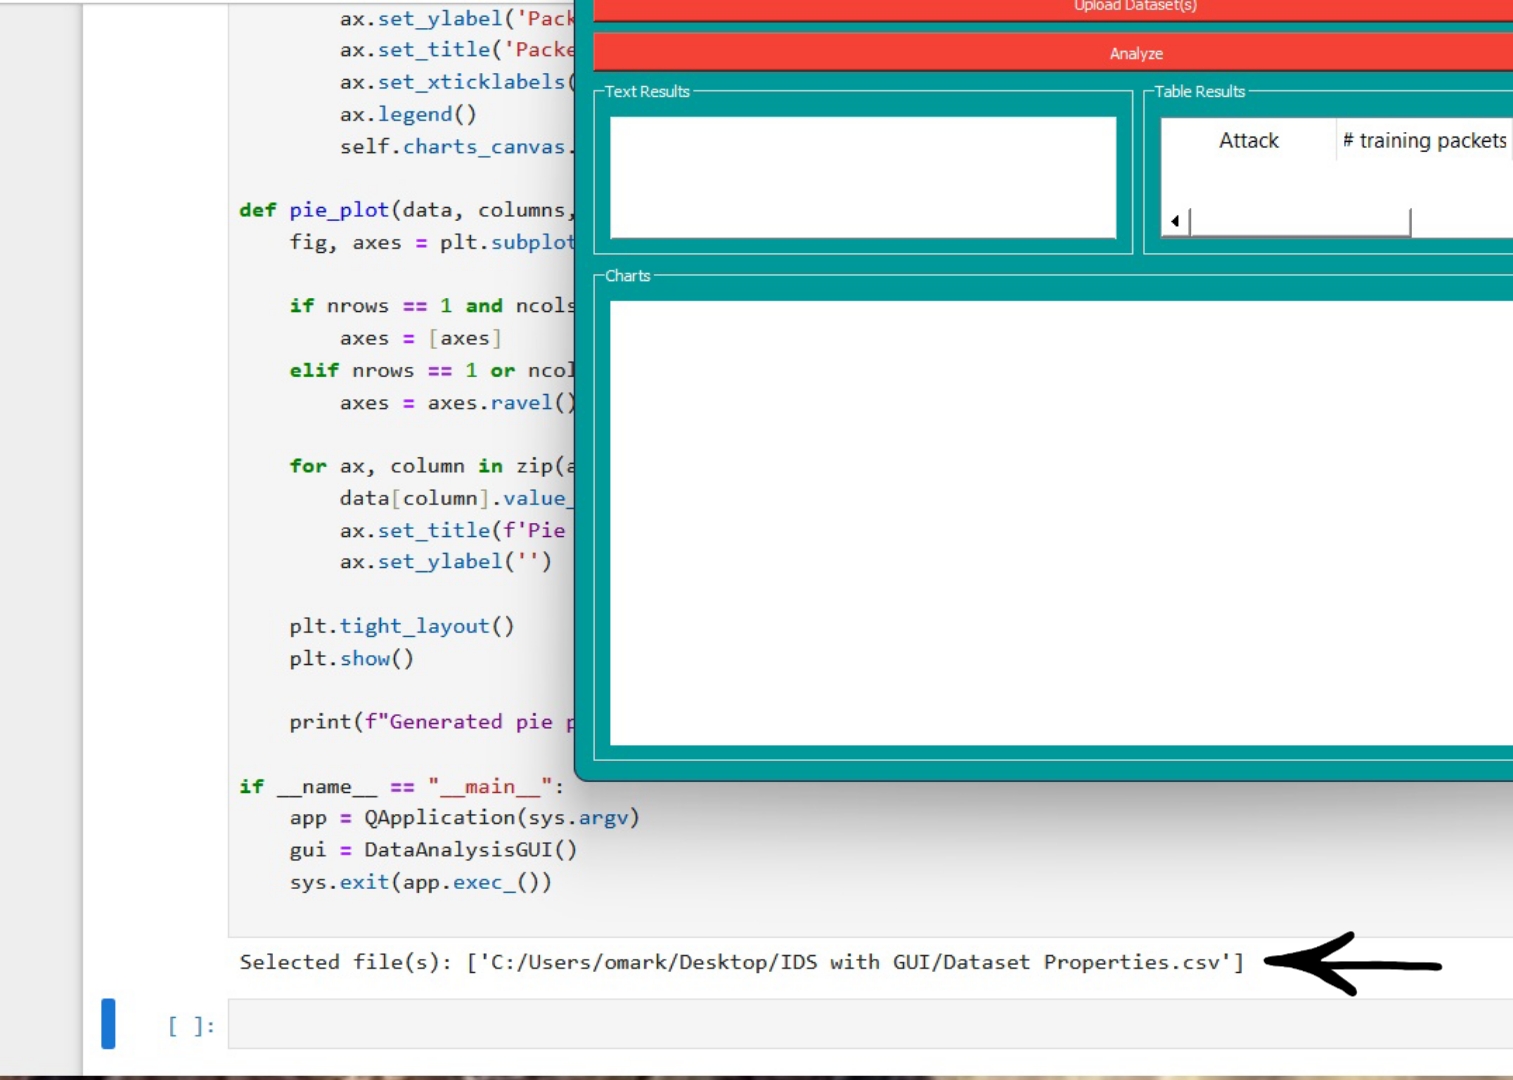 ax.set_ylabel('Pack
ax.set_title('Packe
ax.set_xticklabels(
ax.legend()
self.charts_canvas.
def pie_plot(data, columns,
fig, axes = plt.subplot
if nrows == 1 and ncols
axes = [axes]
elif nrows == 1 or ncol
axes = axes.ravel()
for ax, column in zip(a
data[column].value_
ax.set_title(f'Pie
ax.set_ylabel('')
plt.tight_layout()
plt.show()
print(f"Generated pie p
if __name__ == "__main__":
app = QApplication(sys.argv)
gui = DataAnalysisGUI()
sys.exit(app.exec_())
Selected file(s): ['C:/Users/omark/Desktop/IDS with GUI/Dataset Properties.csv']
[ ]:
Upload Dataset(s)
Analyze
Text Results
Table Results
Attack
# training packets
Charts